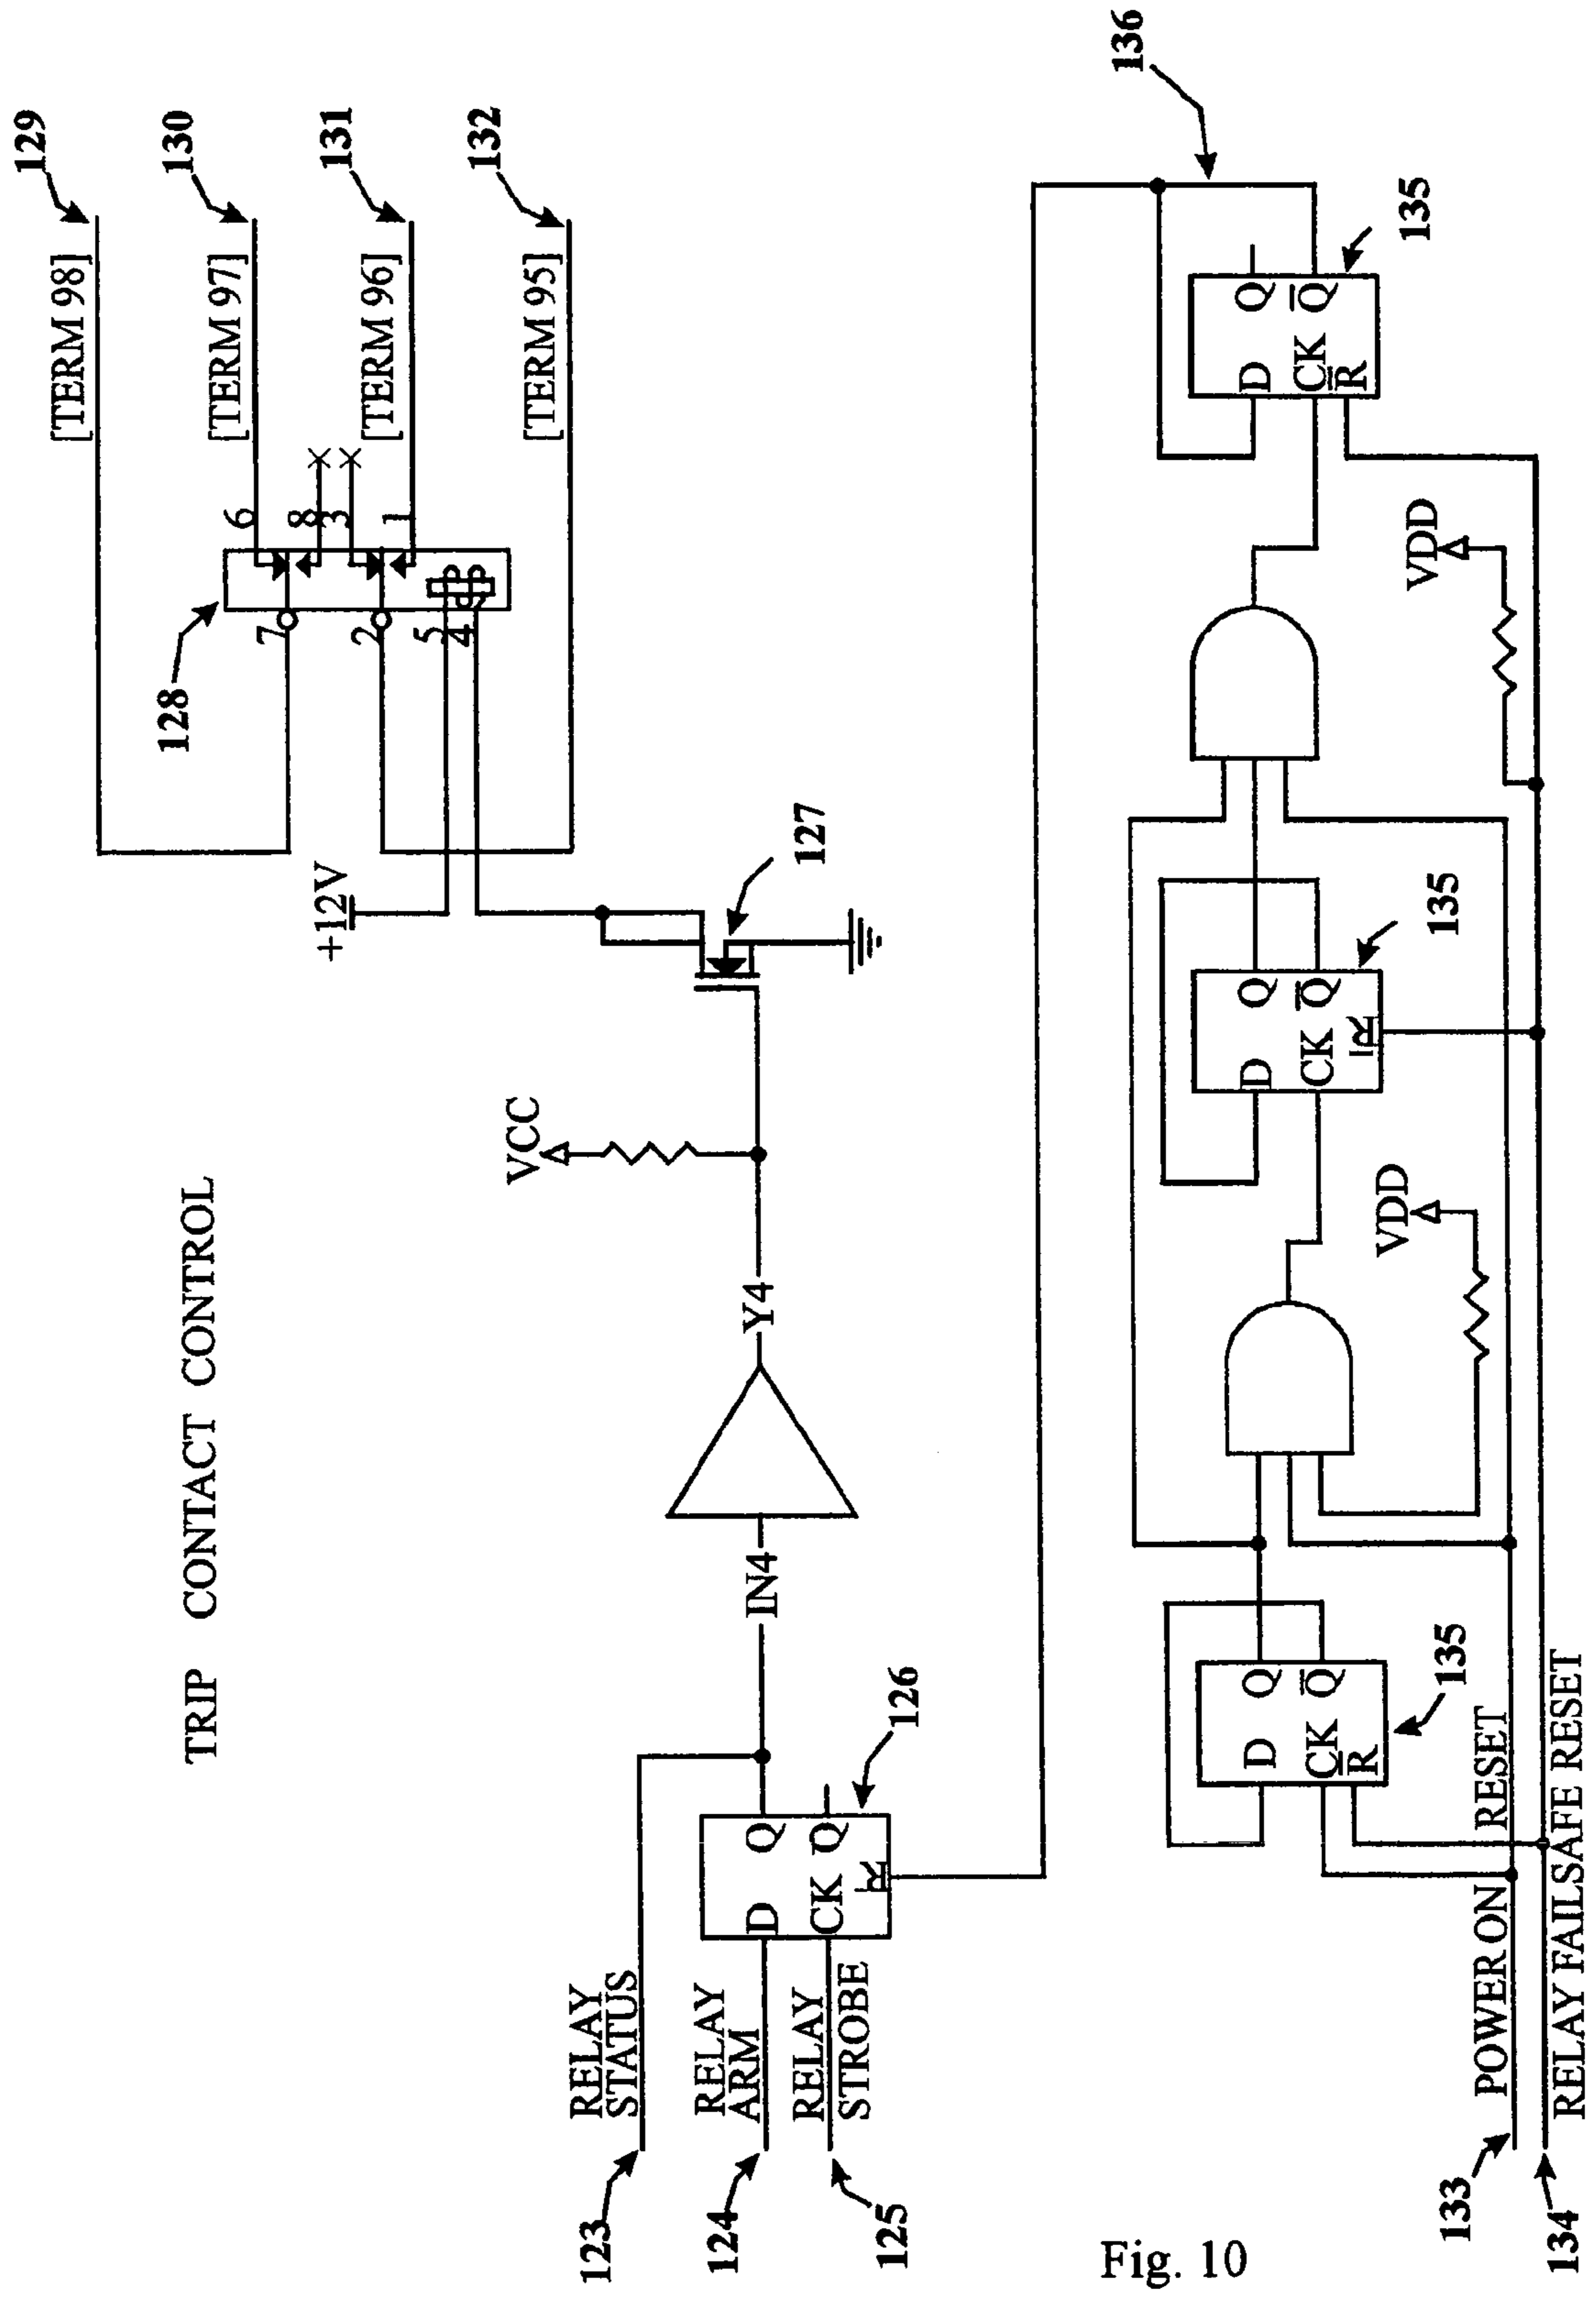 TRIP CONTACT CONTROL
129
[TERM 98]
130
[TERM 97]
131
[TERM 96]
132
[TERM 95]
128
7
2
5
4
6
8
3
1
+12V
127
VCC
123
RELAY
STATUS
124
RELAY
ARM
125
RELAY
STROBE
D
Q
CK
Q
R
126
IN4
Y4
136
133
POWER ON RESET
134
RELAY FAILSAFE RESET
D
Q
CK
Q
R
135
VDD
D
Q
CK
Q
R
135
VDD
D
Q
CK
Q
R
135
Fig. 10